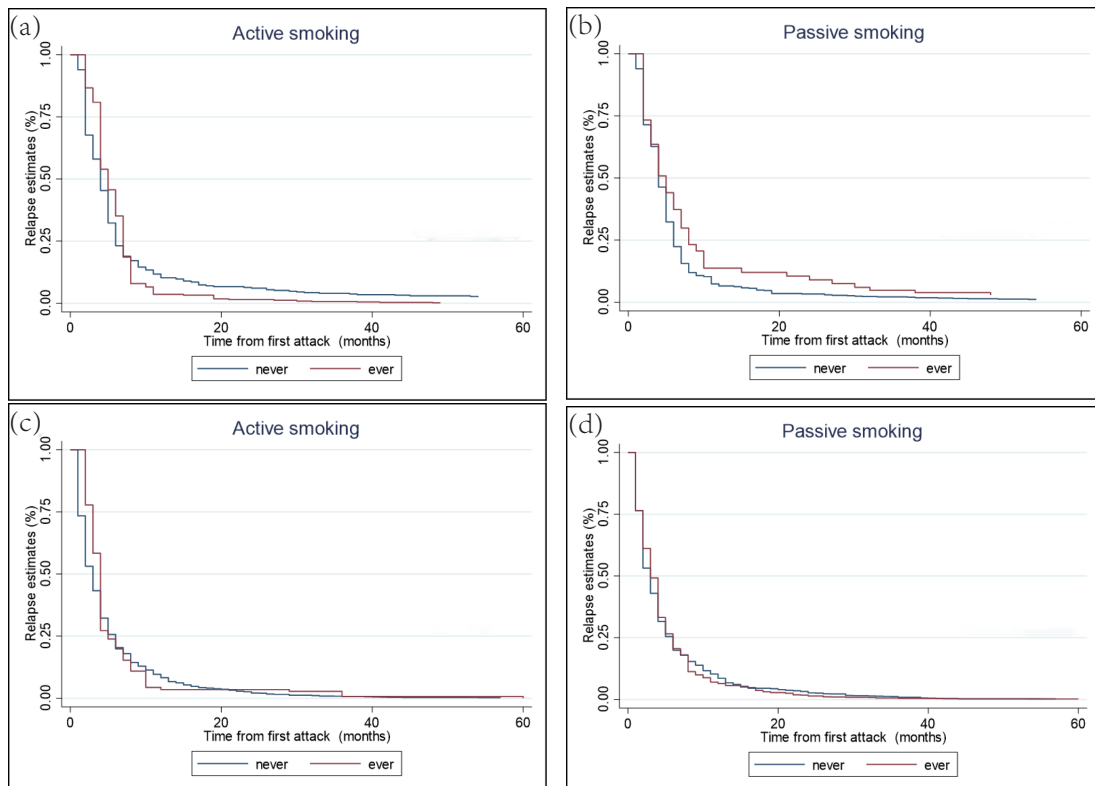 (a)
Active smoking
Relapse estimates (%)
1.00
0.75
0.50
0.25
0.00
0 20 40 60
Time from first attack (months)
never ever
(b)
Passive smoking
Relapse estimates (%)
1.00
0.75
0.50
0.25
0.00
0 20 40 60
Time from first attack (months)
never ever
(c)
Active smoking
Relapse estimates (%)
1.00
0.75
0.50
0.25
0.00
0 20 40 60
Time from first attack (months)
never ever
(d)
Passive smoking
Relapse estimates (%)
1.00
0.75
0.50
0.25
0.00
0 20 40 60
Time from first attack (months)
never ever